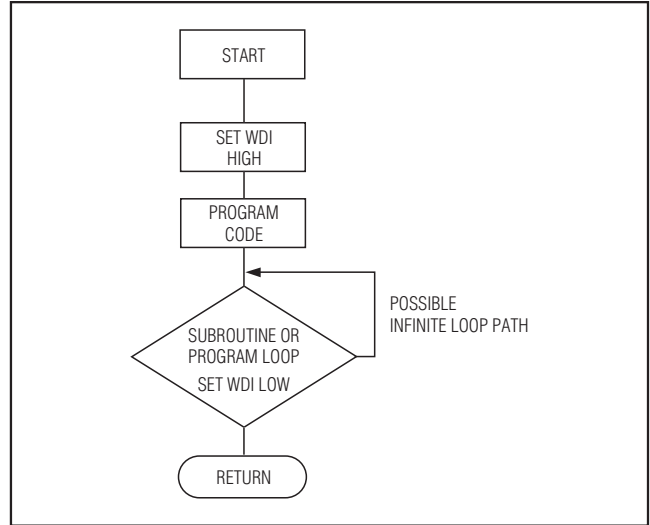 START
SET WDI
HIGH
PROGRAM
CODE
POSSIBLE
INFINITE LOOP PATH
SUBROUTINE OR
PROGRAM LOOP
SET WDI LOW
RETURN